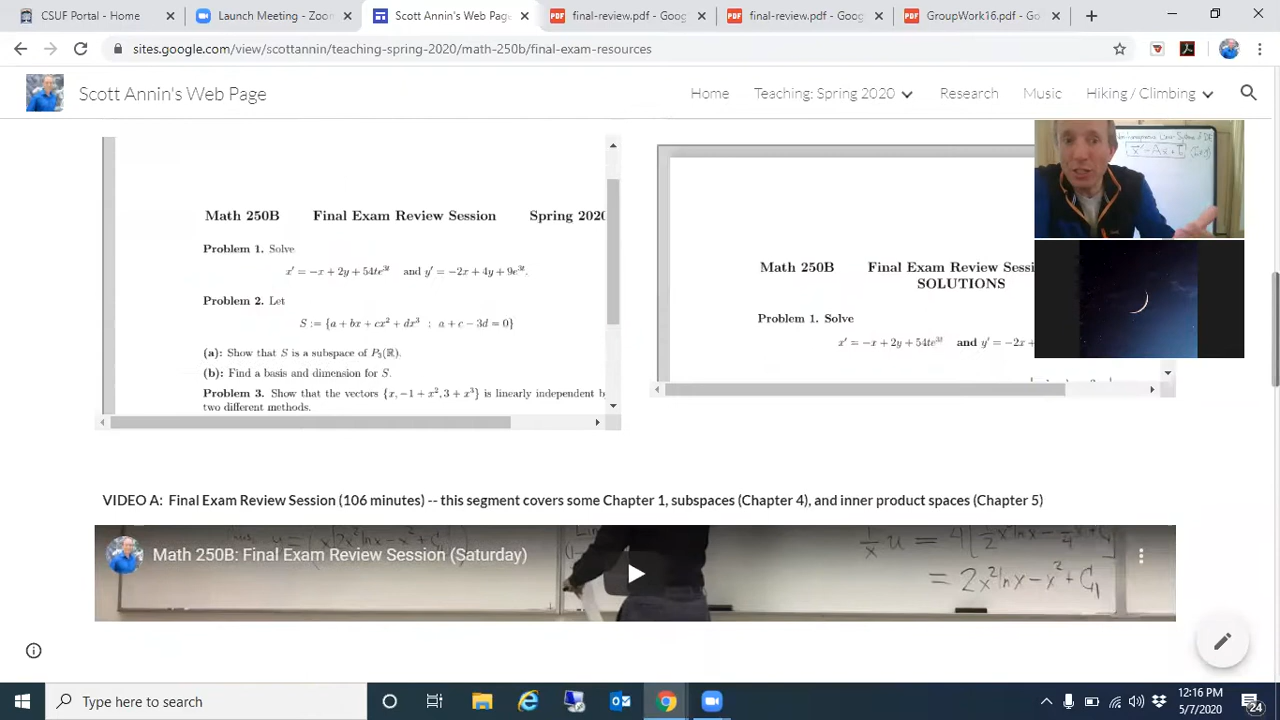 CSUF Home
Launch Meeting - Zoom
Scott Annin's Web Page
final-review.pdf - Goog
final-review.pdf - Goog
GroupWork16.pdf - Go
sites.google.com/view/scottannin/teaching-spring-2020/math-250b/final-exam-resources
Scott Annin's Web Page
Home
Teaching: Spring 2020
Research
Music
Hiking / Climbing
Math 250B Final Exam Review Session Spring 2020
Problem 1. Solve
x′ = −x + 2y + 54te^{3t} and y′ = −2x + 4y + 9e^{3t}.
Problem 2. Let
S := {a + bx + cx² + dx³ ; a + c − 3d = 0}
(a): Show that S is a subspace of P₃(ℝ).
(b): Find a basis and dimension for S.
Problem 3. Show that the vectors {x, −1 + x², 3 + x³} is linearly independent b
two different methods.
Math 250B Final Exam Review Sessi
SOLUTIONS
Problem 1. Solve
x′ = −x + 2y + 54te^{3t} and y′ = −2x +
VIDEO A: Final Exam Review Session (106 minutes) -- this segment covers some Chapter 1, subspaces (Chapter 4), and inner product spaces (Chapter 5)
Math 250B: Final Exam Review Session (Saturday)
= 2x²lnx − x² + C₁
Type here to search
12:16 PM
5/7/2020
24